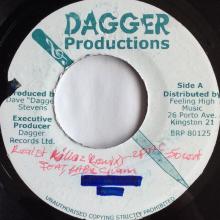 DAGGER
Productions
Produced by
Dave "Dagger"
Stevens
Executive
Producer
Dagger
Records Ltd.
Side A
Distributed by
Feeling High
Music
26 Porto Ave.
Kingston 21
BRP 80125
Killaz
UNAUTHORISED COPYING STRICTLY PROHIBITED